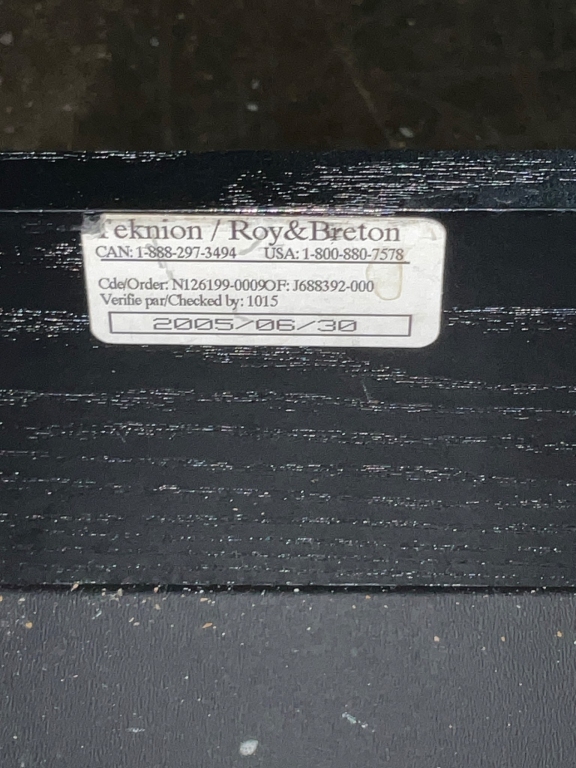 Teknion / Roy&Breton
CAN: 1-888-297-3494 USA: 1-800-880-7578
Cde/Order: N126199-0009OF: J688392-000
Verifie par/Checked by: 1015
2005/06/30